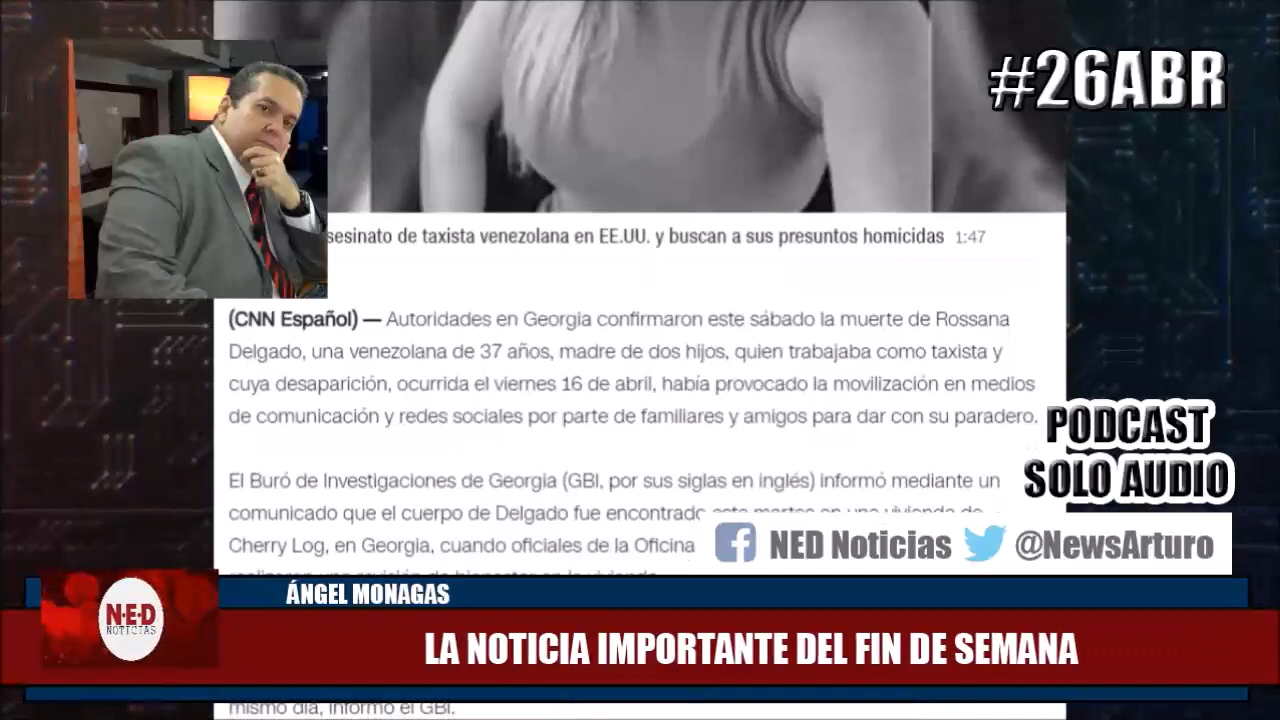 #26ABR
sesinato de taxista venezolana en EE.UU. y buscan a sus presuntos homicidas 1:47
(CNN Español) — Autoridades en Georgia confirmaron este sábado la muerte de Rossana
Delgado, una venezolana de 37 años, madre de dos hijos, quien trabajaba como taxista y
cuya desaparición, ocurrida el viernes 16 de abril, había provocado la movilización en medios
de comunicación y redes sociales por parte de familiares y amigos para dar con su paradero.
PODCAST
SOLO AUDIO
El Buró de Investigaciones de Georgia (GBI, por sus siglas en inglés) informó mediante un
comunicado que el cuerpo de Delgado fue encontrado este martes en una vivienda de
Cherry Log, en Georgia, cuando oficiales de la Oficina
NED Noticias @NewsArturo
ÁNGEL MONAGAS
N·E·D
NOTICIAS
LA NOTICIA IMPORTANTE DEL FIN DE SEMANA
mismo día, informó el GBI.